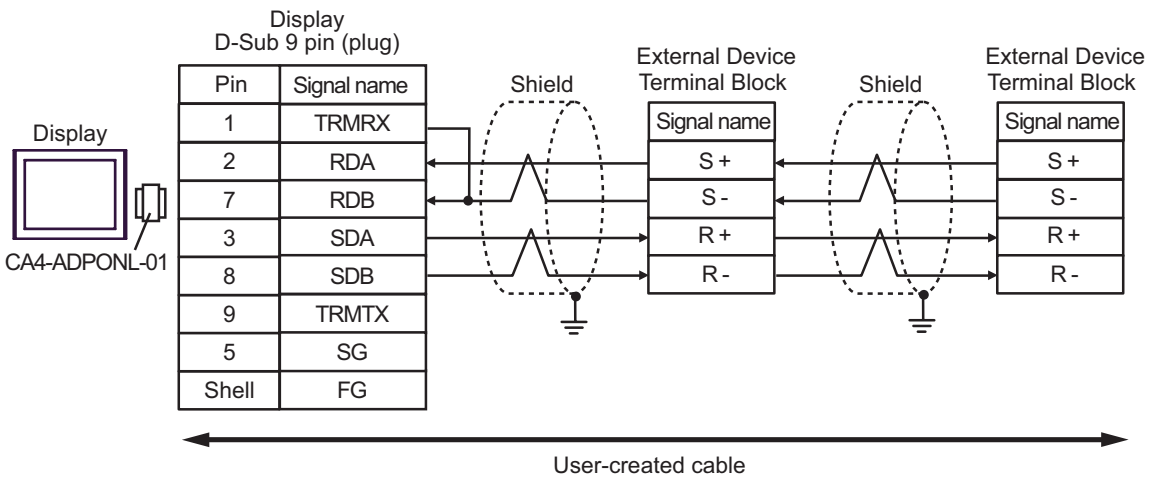 Display
D-Sub 9 pin (plug)
External Device
Terminal Block
External Device
Terminal Block
Pin Signal name
Shield
Shield
Signal name
Signal name
1 TRMRX
Display
2 RDA
S +
S +
7 RDB
S -
S -
3 SDA
R +
R +
CA4-ADPONL-01
8 SDB
R -
R -
9 TRMTX
5 SG
Shell FG
User-created cable